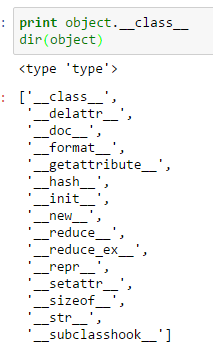 : print object.__class__
dir(object)
<type 'type'>
: ['__class__',
'__delattr__',
'__doc__',
'__format__',
'__getattribute__',
'__hash__',
'__init__',
'__new__',
'__reduce__',
'__reduce_ex__',
'__repr__',
'__setattr__',
'__sizeof__',
'__str__',
'__subclasshook__']